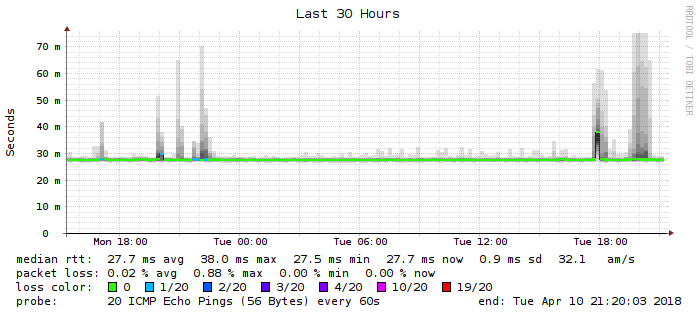 Last 30 Hours
RRDTOOL / TOBI OETIKER
Seconds
70 m
60 m
50 m
40 m
30 m
20 m
10 m
0
Mon 18:00 Tue 00:00 Tue 06:00 Tue 12:00 Tue 18:00
median rtt: 27.7 ms avg 38.0 ms max 27.5 ms min 27.7 ms now 0.9 ms sd 32.1 am/s
packet loss: 0.02 % avg 0.88 % max 0.00 % min 0.00 % now
loss color: 0 1/20 2/20 3/20 4/20 10/20 19/20
probe: 20 ICMP Echo Pings (56 Bytes) every 60s end: Tue Apr 10 21:20:03 2018